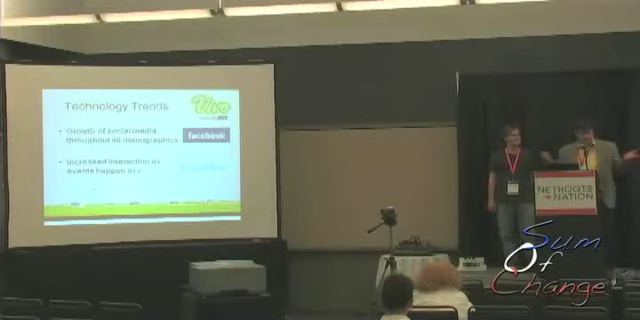 Technology Trends
Vivo
• Growth of social media
throughout all demographics
facebook
• Increased interaction as
events happen live
NETROOTS
NATION
Sum
Of
Change